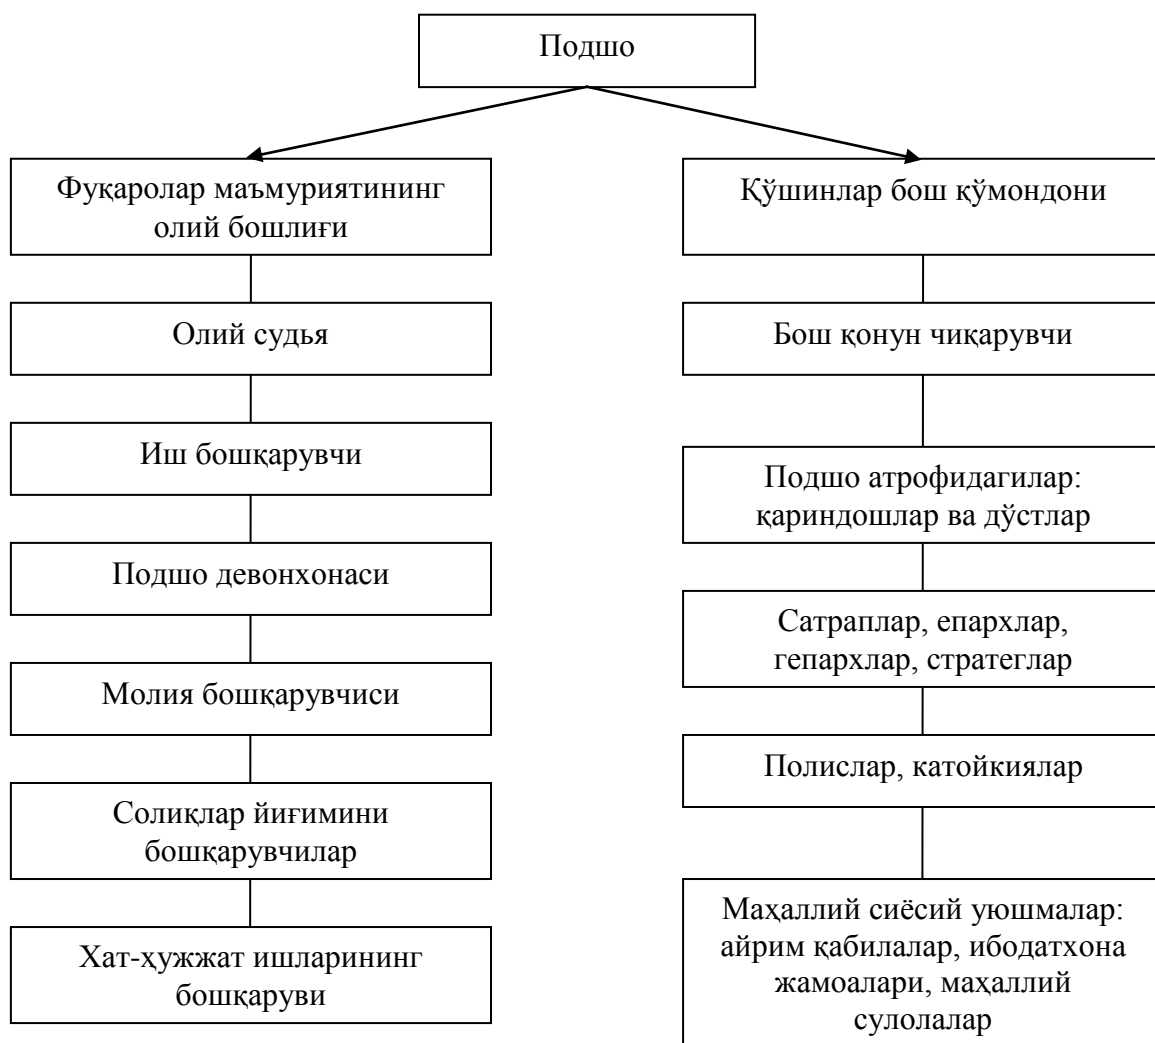 Подшо
Фуқаролар маъмуриятининг
олий бошлиғи
Олий судья
Иш бошқарувчи
Подшо девонхонаси
Молия бошқарувчиси
Солиқлар йиғимини
бошқарувчилар
Хат-ҳужжат ишларининг
бошқаруви
Қўшинлар бош қўмондони
Бош қонун чиқарувчи
Подшо атрофидагилар:
қариндошлар ва дўстлар
Сатраплар, епархлар,
гепархлар, стратеглар
Полислар, катойкиялар
Маҳаллий сиёсий уюшмалар:
айрим қабилалар, ибодатхона
жамоалари, маҳаллий
сулолалар